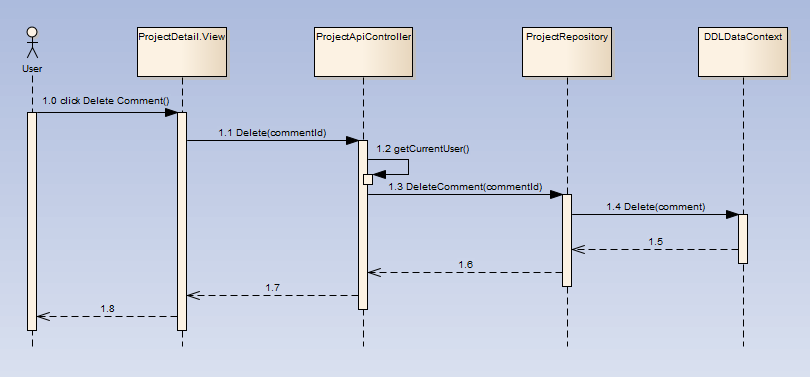 ProjectDetail.View
ProjectApiController
ProjectRepository
DDLDataContext
User
1.0 click Delete Comment()
1.1 Delete(commentId)
1.2 getCurrentUser()
1.3 DeleteComment(commentId)
1.4 Delete(comment)
1.5
1.6
1.7
1.8